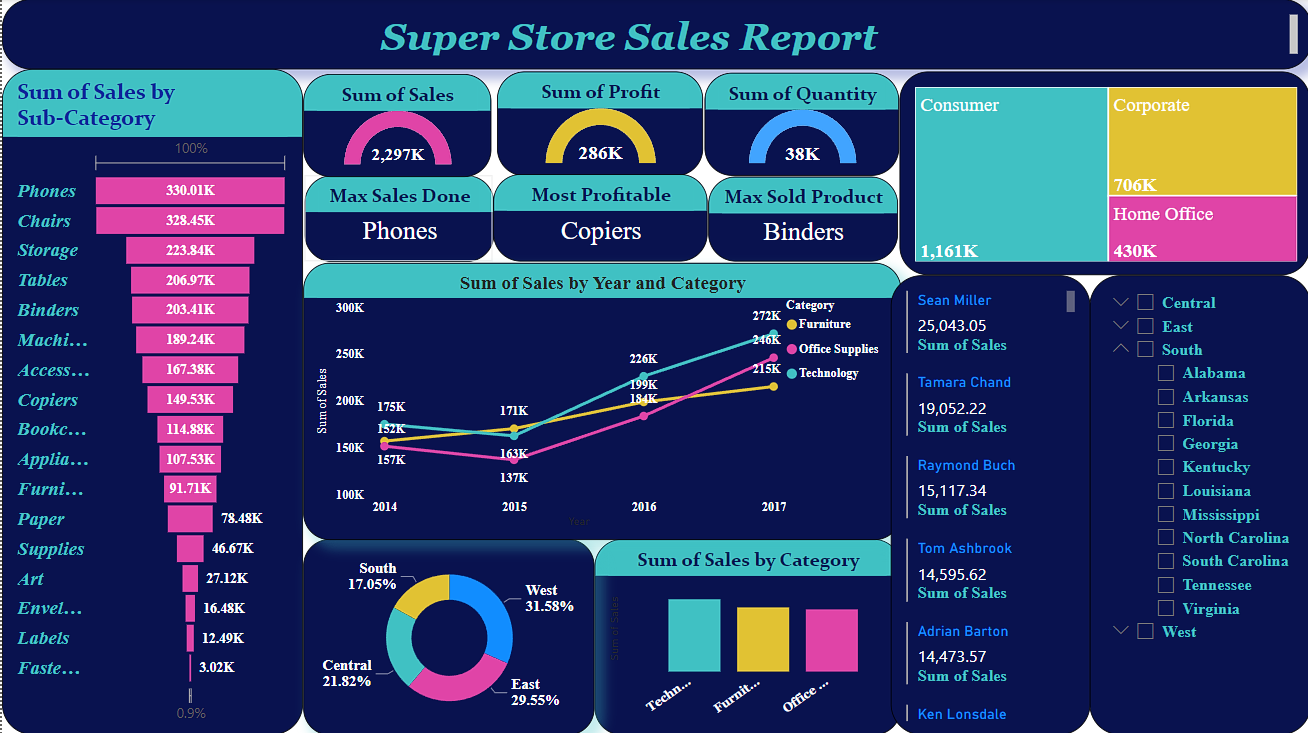 Super Store Sales Report
Sum of Sales by
Sub-Category
100%
Phones 330.01K
Chairs 328.45K
Storage 223.84K
Tables 206.97K
Binders 203.41K
Machi... 189.24K
Access... 167.38K
Copiers 149.53K
Bookc... 114.88K
Applia... 107.53K
Furni... 91.71K
Paper 78.48K
Supplies 46.67K
Art 27.12K
Envel... 16.48K
Labels 12.49K
Faste... 3.02K
0.9%
Sum of Sales
2,297K
Sum of Profit
286K
Sum of Quantity
38K
Max Sales Done
Phones
Most Profitable
Copiers
Max Sold Product
Binders
Sum of Sales by Year and Category
Category
Furniture
Office Supplies
Technology
Sum of Sales
300K
250K
200K
150K
100K
175K
152K
157K
171K
163K
137K
226K
199K
184K
272K
246K
215K
2014 2015 2016 2017
Year
South
17.05%
West
31.58%
Central
21.82%
East
29.55%
Sum of Sales by Category
Sum of Sales
Techn...
Furnit...
Office ...
Consumer
1,161K
Corporate
706K
Home Office
430K
Sean Miller
25,043.05
Sum of Sales
Tamara Chand
19,052.22
Sum of Sales
Raymond Buch
15,117.34
Sum of Sales
Tom Ashbrook
14,595.62
Sum of Sales
Adrian Barton
14,473.57
Sum of Sales
Ken Lonsdale
Central
East
South
Alabama
Arkansas
Florida
Georgia
Kentucky
Louisiana
Mississippi
North Carolina
South Carolina
Tennessee
Virginia
West